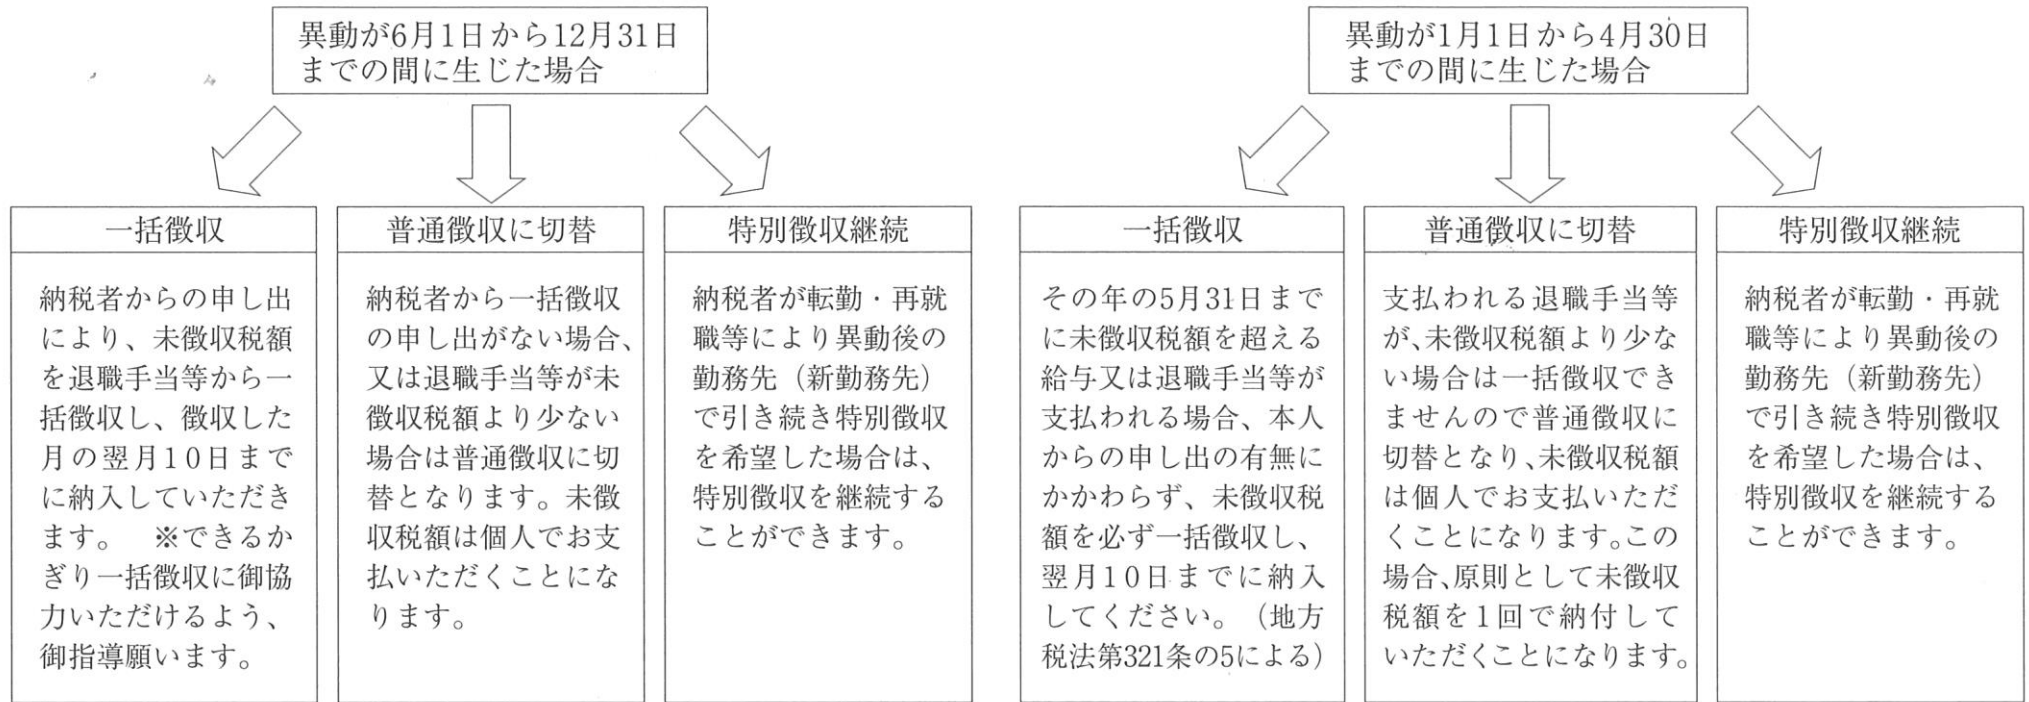 異動が6月1日から12月31日
までの間に生じた場合
一括徴収
納税者からの申し出
により、未徴収税額
を退職手当等から一
括徴収し、徴収した
月の翌月10日まで
に納入していただき
ます。　※できるか
ぎり一括徴収に御協
力いただけるよう、
御指導願います。
普通徴収に切替
納税者から一括徴収
の申し出がない場合、
又は退職手当等が未
徴収税額より少ない
場合は普通徴収に切
替となります。未徴
収税額は個人でお支
払いただくことにな
ります。
特別徴収継続
納税者が転勤・再就
職等により異動後の
勤務先（新勤務先）
で引き続き特別徴収
を希望した場合は、
特別徴収を継続する
ことができます。
異動が1月1日から4月30日
までの間に生じた場合
一括徴収
その年の5月31日まで
に未徴収税額を超える
給与又は退職手当等が
支払われる場合、本人
からの申し出の有無に
かかわらず、未徴収税
額を必ず一括徴収し、
翌月10日までに納入
してください。（地方
税法第321条の5による）
普通徴収に切替
支払われる退職手当等
が、未徴収税額より少な
い場合は一括徴収でき
ませんので普通徴収に
切替となり、未徴収税額
は個人でお支払いただ
くことになります。この
場合、原則として未徴収
税額を1回で納付して
いただくことになります。
特別徴収継続
納税者が転勤・再就
職等により異動後の
勤務先（新勤務先）
で引き続き特別徴収
を希望した場合は、
特別徴収を継続する
ことができます。